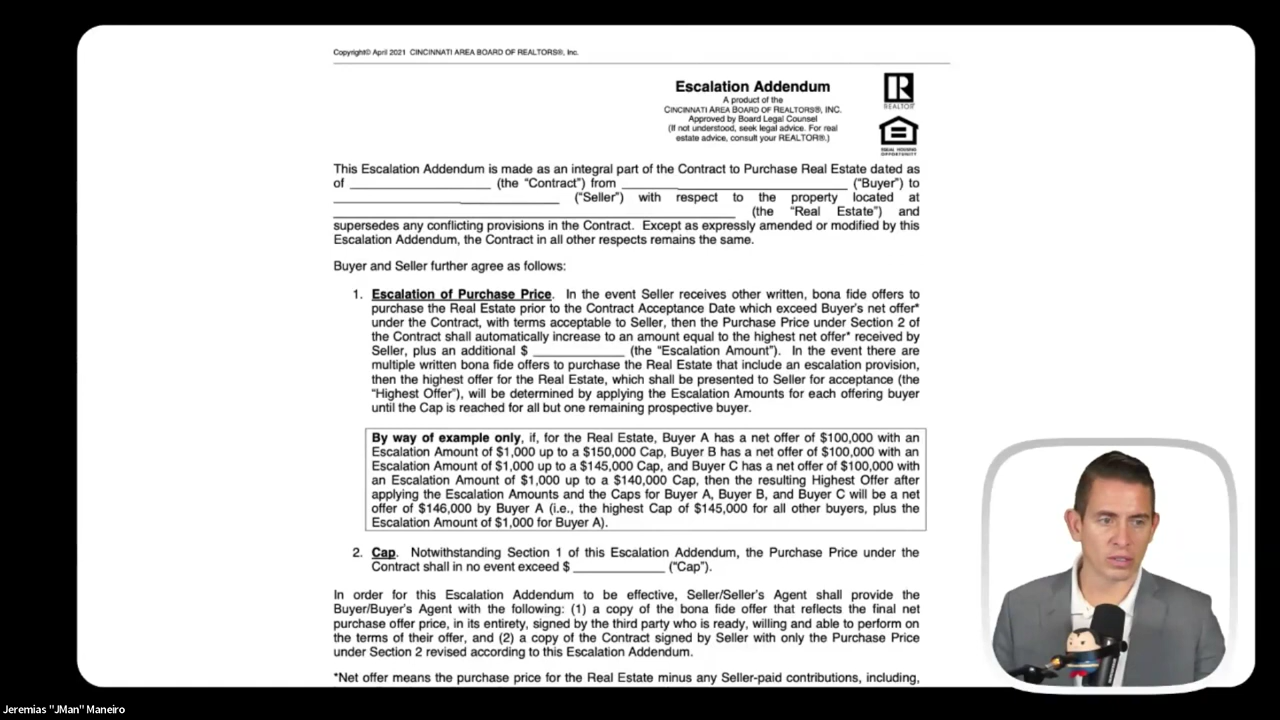 Copyright© April 2021 CINCINNATI AREA BOARD OF REALTORS®, Inc.
Escalation Addendum
A product of the
CINCINNATI AREA BOARD OF REALTORS®, INC.
Approved by Board Legal Counsel
(If not understood, seek legal advice. For real
estate advice, consult your REALTOR®.)
R
REALTOR®
EQUAL HOUSING
OPPORTUNITY
This Escalation Addendum is made as an integral part of the Contract to Purchase Real Estate dated as
of ____________________ (the “Contract”) from ________________________________ (“Buyer”) to
________________________________ (“Seller”) with respect to the property located at
_________________________________________________________ (the “Real Estate”) and
supersedes any conflicting provisions in the Contract. Except as expressly amended or modified by this
Escalation Addendum, the Contract in all other respects remains the same.
Buyer and Seller further agree as follows:
1. Escalation of Purchase Price. In the event Seller receives other written, bona fide offers to
purchase the Real Estate prior to the Contract Acceptance Date which exceed Buyer’s net offer*
under the Contract, with terms acceptable to Seller, then the Purchase Price under Section 2 of
the Contract shall automatically increase to an amount equal to the highest net offer* received by
Seller, plus an additional $ _____________ (the “Escalation Amount”). In the event there are
multiple written bona fide offers to purchase the Real Estate that include an escalation provision,
then the highest offer for the Real Estate, which shall be presented to Seller for acceptance (the
“Highest Offer”), will be determined by applying the Escalation Amounts for each offering buyer
until the Cap is reached for all but one remaining prospective buyer.
By way of example only, if, for the Real Estate, Buyer A has a net offer of $100,000 with an
Escalation Amount of $1,000 up to a $150,000 Cap, Buyer B has a net offer of $100,000 with an
Escalation Amount of $1,000 up to a $145,000 Cap, and Buyer C has a net offer of $100,000 with
an Escalation Amount of $1,000 up to a $140,000 Cap, then the resulting Highest Offer after
applying the Escalation Amounts and the Caps for Buyer A, Buyer B, and Buyer C will be a net
offer of $146,000 by Buyer A (i.e., the highest Cap of $145,000 for all other buyers, plus the
Escalation Amount of $1,000 for Buyer A).
2. Cap. Notwithstanding Section 1 of this Escalation Addendum, the Purchase Price under the
Contract shall in no event exceed $ _____________ (“Cap”).
In order for this Escalation Addendum to be effective, Seller/Seller’s Agent shall provide the
Buyer/Buyer’s Agent with the following: (1) a copy of the bona fide offer that reflects the final net
purchase offer price, in its entirety, signed by the third party who is ready, willing and able to perform on
the terms of their offer, and (2) a copy of the Contract signed by Seller with only the Purchase Price
under Section 2 revised according to this Escalation Addendum.
*Net offer means the purchase price for the Real Estate minus any Seller-paid contributions, including,
Jeremias "JMan" Maneiro